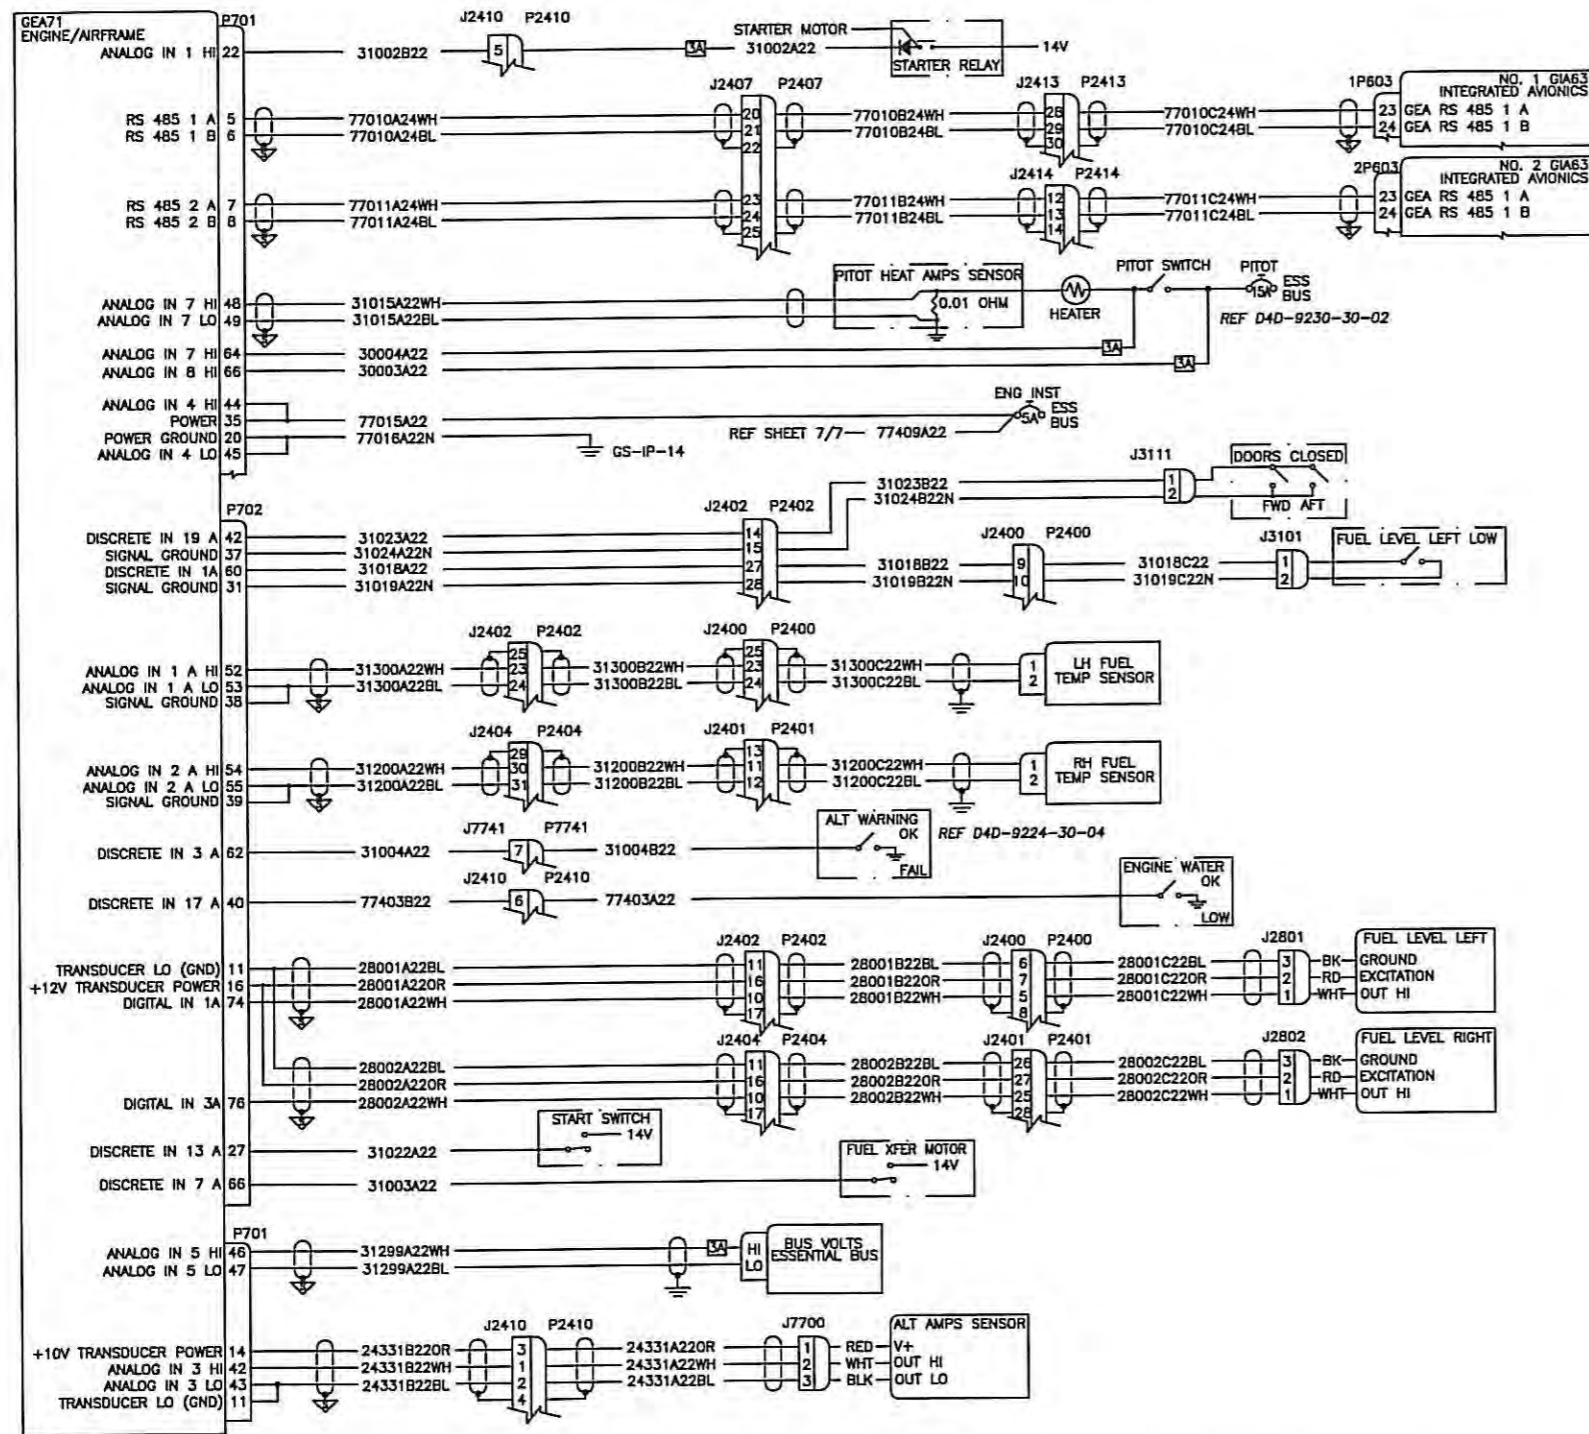 GEA71
ENGINE/AIRFRAME
P701
J2410 P2410
ANALOG IN 1 HI 22 31002B22 5 3A 31002A22
STARTER MOTOR
14V
STARTER RELAY
J2407 P2407 J2413 P2413 1P603
NO. 1 GIA63
INTEGRATED AVIONICS
RS 485 1 A 5 77010A24WH 20 77010B24WH 28 77010C24WH 23 GEA RS 485 1 A
RS 485 1 B 6 77010A24BL 21 77010B24BL 29 77010C24BL 24 GEA RS 485 1 B
22 30
J2414 P2414 2P603
NO. 2 GIA63
INTEGRATED AVIONICS
RS 485 2 A 7 77011A24WH 23 77011B24WH 12 77011C24WH 23 GEA RS 485 1 A
RS 485 2 B 8 77011A24BL 24 77011B24BL 13 77011C24BL 24 GEA RS 485 1 B
25 14
PITOT HEAT AMPS SENSOR PITOT SWITCH PITOT
15A ESS
BUS
ANALOG IN 7 HI 48 31015A22WH 0.01 OHM
ANALOG IN 7 LO 49 31015A22BL HEATER
REF D4D-9230-30-02
ANALOG IN 7 HI 64 30004A22 3A
ANALOG IN 8 HI 66 30003A22 3A
ANALOG IN 4 HI 44
POWER 35 77015A22
ENG INST
5A ESS
BUS
POWER GROUND 20 77016A22N GS-IP-14
REF SHEET 7/7 77409A22
ANALOG IN 4 LO 45
P702
J2402 P2402
31023B22 J3111 1 DOORS CLOSED
31024B22N 2
FWD AFT
DISCRETE IN 19 A 42 31023A22 14
SIGNAL GROUND 37 31024A22N 15
J2400 P2400 J3101 FUEL LEVEL LEFT LOW
DISCRETE IN 1A 60 31018A22 27 31018B22 9 31018C22 1
SIGNAL GROUND 31 31019A22N 28 31019B22N 10 31019C22N 2
J2402 P2402 J2400 P2400
25 25
ANALOG IN 1 A HI 52 31300A22WH 23 31300B22WH 23 31300C22WH 1 LH FUEL
ANALOG IN 1 A LO 53 31300A22BL 24 31300B22BL 24 31300C22BL 2 TEMP SENSOR
SIGNAL GROUND 38
J2404 P2404 J2401 P2401
29 13
ANALOG IN 2 A HI 54 31200A22WH 30 31200B22WH 11 31200C22WH 1 RH FUEL
ANALOG IN 2 A LO 55 31200A22BL 31 31200B22BL 12 31200C22BL 2 TEMP SENSOR
SIGNAL GROUND 39
J7741 P7741
ALT WARNING
OK
FAIL
REF D4D-9224-30-04
DISCRETE IN 3 A 62 31004A22 7 31004B22
J2410 P2410
ENGINE WATER
OK
LOW
DISCRETE IN 17 A 40 77403B22 6 77403A22
J2402 P2402 J2400 P2400 J2801 FUEL LEVEL LEFT
TRANSDUCER LO (GND) 11 28001A22BL 11 28001B22BL 6 28001C22BL 3 BK GROUND
+12V TRANSDUCER POWER 16 28001A22OR 16 28001B22OR 7 28001C22OR 2 RD EXCITATION
DIGITAL IN 1A 74 28001A22WH 10 28001B22WH 5 28001C22WH 1 WHT OUT HI
17 8
J2404 P2404 J2401 P2401 J2802 FUEL LEVEL RIGHT
28002A22BL 11 28002B22BL 26 28002C22BL 3 BK GROUND
28002A22OR 16 28002B22OR 27 28002C22OR 2 RD EXCITATION
DIGITAL IN 3A 76 28002A22WH 10 28002B22WH 25 28002C22WH 1 WHT OUT HI
17 28
START SWITCH
14V
DISCRETE IN 13 A 27 31022A22
FUEL XFER MOTOR
14V
DISCRETE IN 7 A 66 31003A22
P701
ANALOG IN 5 HI 46 31299A22WH 3A HI BUS VOLTS
ANALOG IN 5 LO 47 31299A22BL LO ESSENTIAL BUS
J2410 P2410 J7700 ALT AMPS SENSOR
+10V TRANSDUCER POWER 14 24331B22OR 3 24331A22OR 1 RED V+
ANALOG IN 3 HI 42 24331B22WH 1 24331A22WH 2 WHT OUT HI
ANALOG IN 3 LO 43 24331B22BL 2 24331A22BL 3 BLK OUT LO
TRANSDUCER LO (GND) 11 4